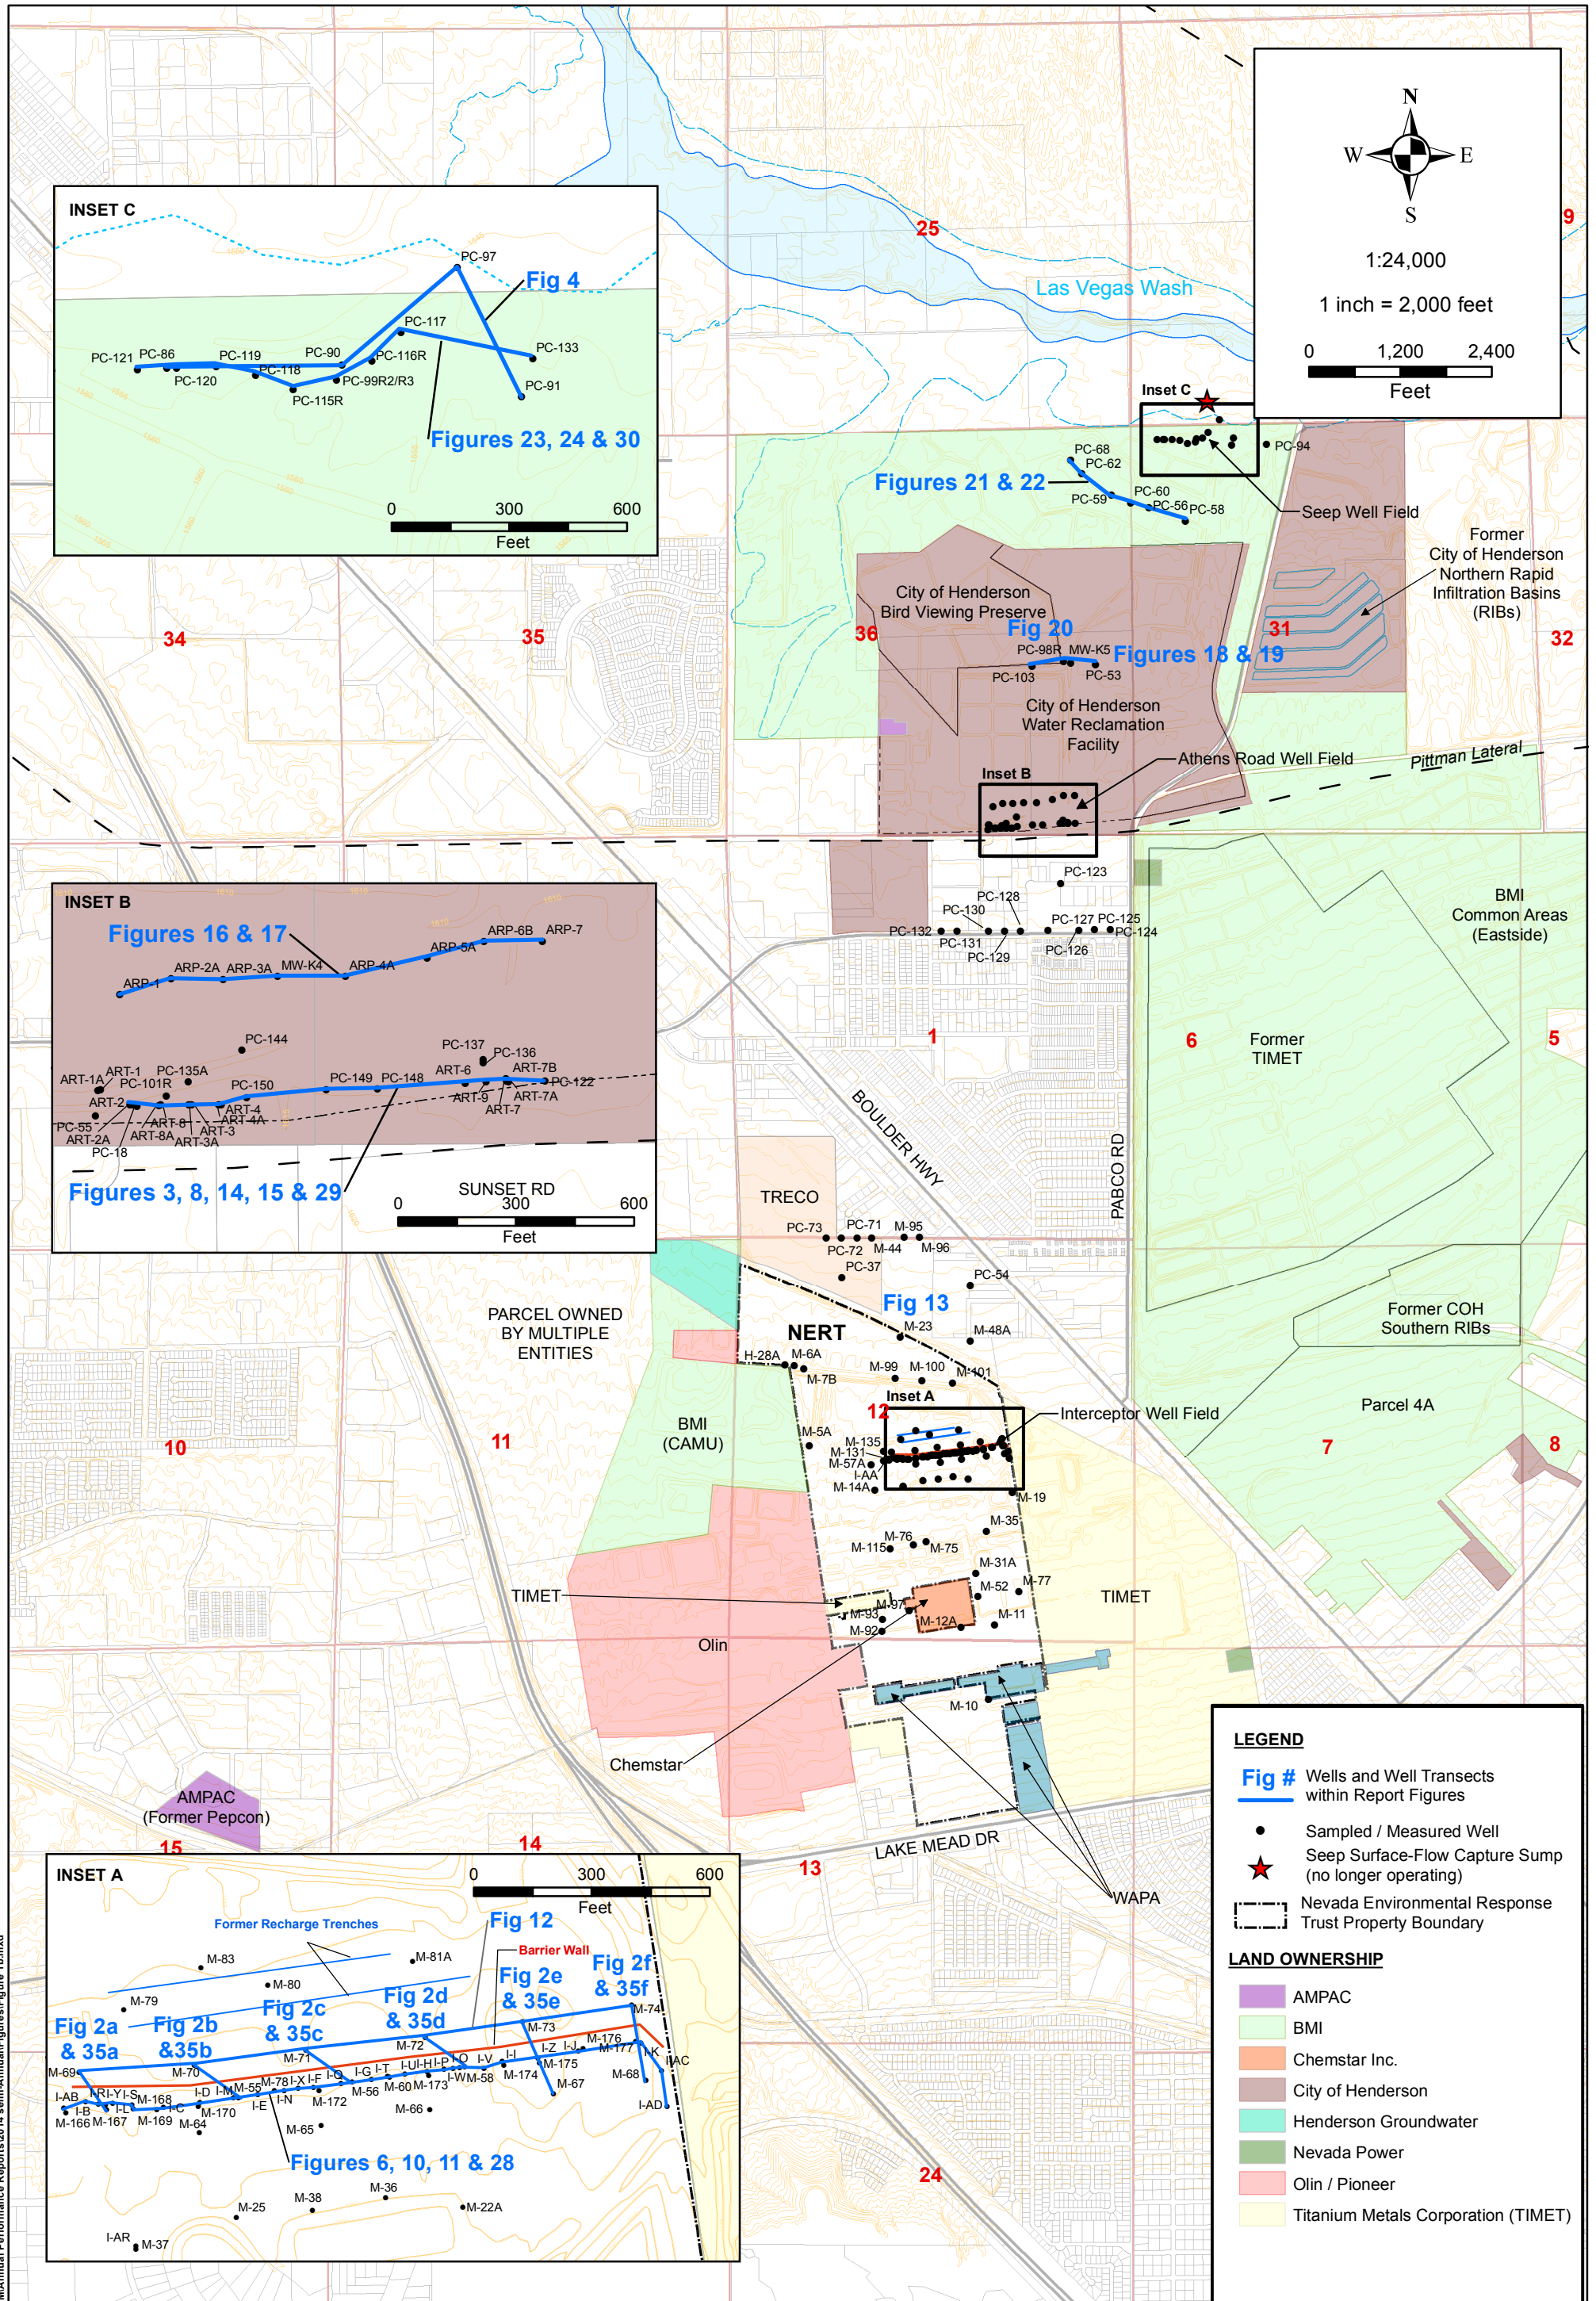 N
W
E
S
1:24,000
1 inch = 2,000 feet
0
1,200
2,400
Feet
INSET C
PC-97
Fig 4
PC-117
PC-121
PC-86
PC-119
PC-90
PC-116R
PC-133
PC-120
PC-118
PC-99R2/R3
PC-91
PC-115R
Figures 23, 24 & 30
0
300
600
Feet
25
9
Las Vegas Wash
Inset C
PC-94
PC-68
PC-62
Figures 21 & 22
PC-59
PC-60
PC-56
PC-58
Seep Well Field
Former
City of Henderson
Northern Rapid
Infiltration Basins
(RIBs)
City of Henderson
Bird Viewing Preserve
34
35
36
31
32
Fig 20
PC-98R
MW-K5
Figures 18 & 19
PC-103
PC-53
City of Henderson
Water Reclamation
Facility
Athens Road Well Field
Pittman Lateral
Inset B
PC-123
PC-128
PC-130
PC-132
PC-127
PC-125
PC-124
PC-131
PC-129
PC-126
BMI
Common Areas
(Eastside)
INSET B
Figures 16 & 17
ARP-1
ARP-2A
ARP-3A
MW-K4
ARP-4A
ARP-5A
ARP-6B
ARP-7
PC-144
PC-137
PC-136
ART-1A
ART-1
PC-135A
PC-101R
PC-150
PC-149
PC-148
ART-6
ART-7B
PC-122
ART-2
ART-4
ART-9
ART-7A
ART-7
PC-55
ART-8
ART-4A
ART-3
ART-2A
ART-8A
ART-3A
PC-18
Figures 3, 8, 14, 15 & 29
SUNSET RD
0
300
600
Feet
1
6
5
Former
TIMET
BOULDER HWY
PABCO RD
TRECO
PC-73
PC-71
M-95
PC-72
M-44
M-96
PC-37
PC-54
Fig 13
M-23
M-48A
NERT
Former COH
Southern RIBs
PARCEL OWNED
BY MULTIPLE
ENTITIES
H-28A
M-6A
M-7B
M-99
M-100
M-101
Inset A
12
Interceptor Well Field
Parcel 4A
10
11
7
8
BMI
(CAMU)
M-5A
M-135
M-131
M-57A
I-AA
M-14A
M-19
M-35
M-76
M-115
M-75
M-31A
M-52
M-77
TIMET
TIMET
M-97
M-93
M-12A
M-11
M-92
Olin
M-10
Chemstar
AMPAC
(Former Pepcon)
15
14
13
LAKE MEAD DR
WAPA
24
INSET A
0
300
600
Feet
Former Recharge Trenches
Fig 12
Barrier Wall
M-83
M-81A
M-80
M-79
Fig 2a
& 35a
Fig 2b
&35b
Fig 2c
& 35c
Fig 2d
& 35d
Fig 2e
& 35e
Fig 2f
& 35f
M-74
M-73
M-72
M-71
M-70
M-69
M-176
M-177
I-K
I-AC
I-Z
I-J
I-I
I-V
I-O
I-P
I-H
I-U
I-T
I-G
I-Q
I-F
I-X
M-78
M-55
I-M
I-D
M-168
I-S
I-Y
I-R
I-AB
I-B
I-L
I-C
M-166
M-167
M-169
M-170
M-64
I-E
I-N
M-172
M-56
M-60
M-173
I-W
M-58
M-174
M-175
M-67
M-68
I-AD
M-66
M-65
Figures 6, 10, 11 & 28
M-36
M-38
M-25
M-22A
I-AR
M-37
LEGEND
Fig # Wells and Well Transects
within Report Figures
Sampled / Measured Well
Seep Surface-Flow Capture Sump
(no longer operating)
Nevada Environmental Response
Trust Property Boundary
LAND OWNERSHIP
AMPAC
BMI
Chemstar Inc.
City of Henderson
Henderson Groundwater
Nevada Power
Olin / Pioneer
Titanium Metals Corporation (TIMET)